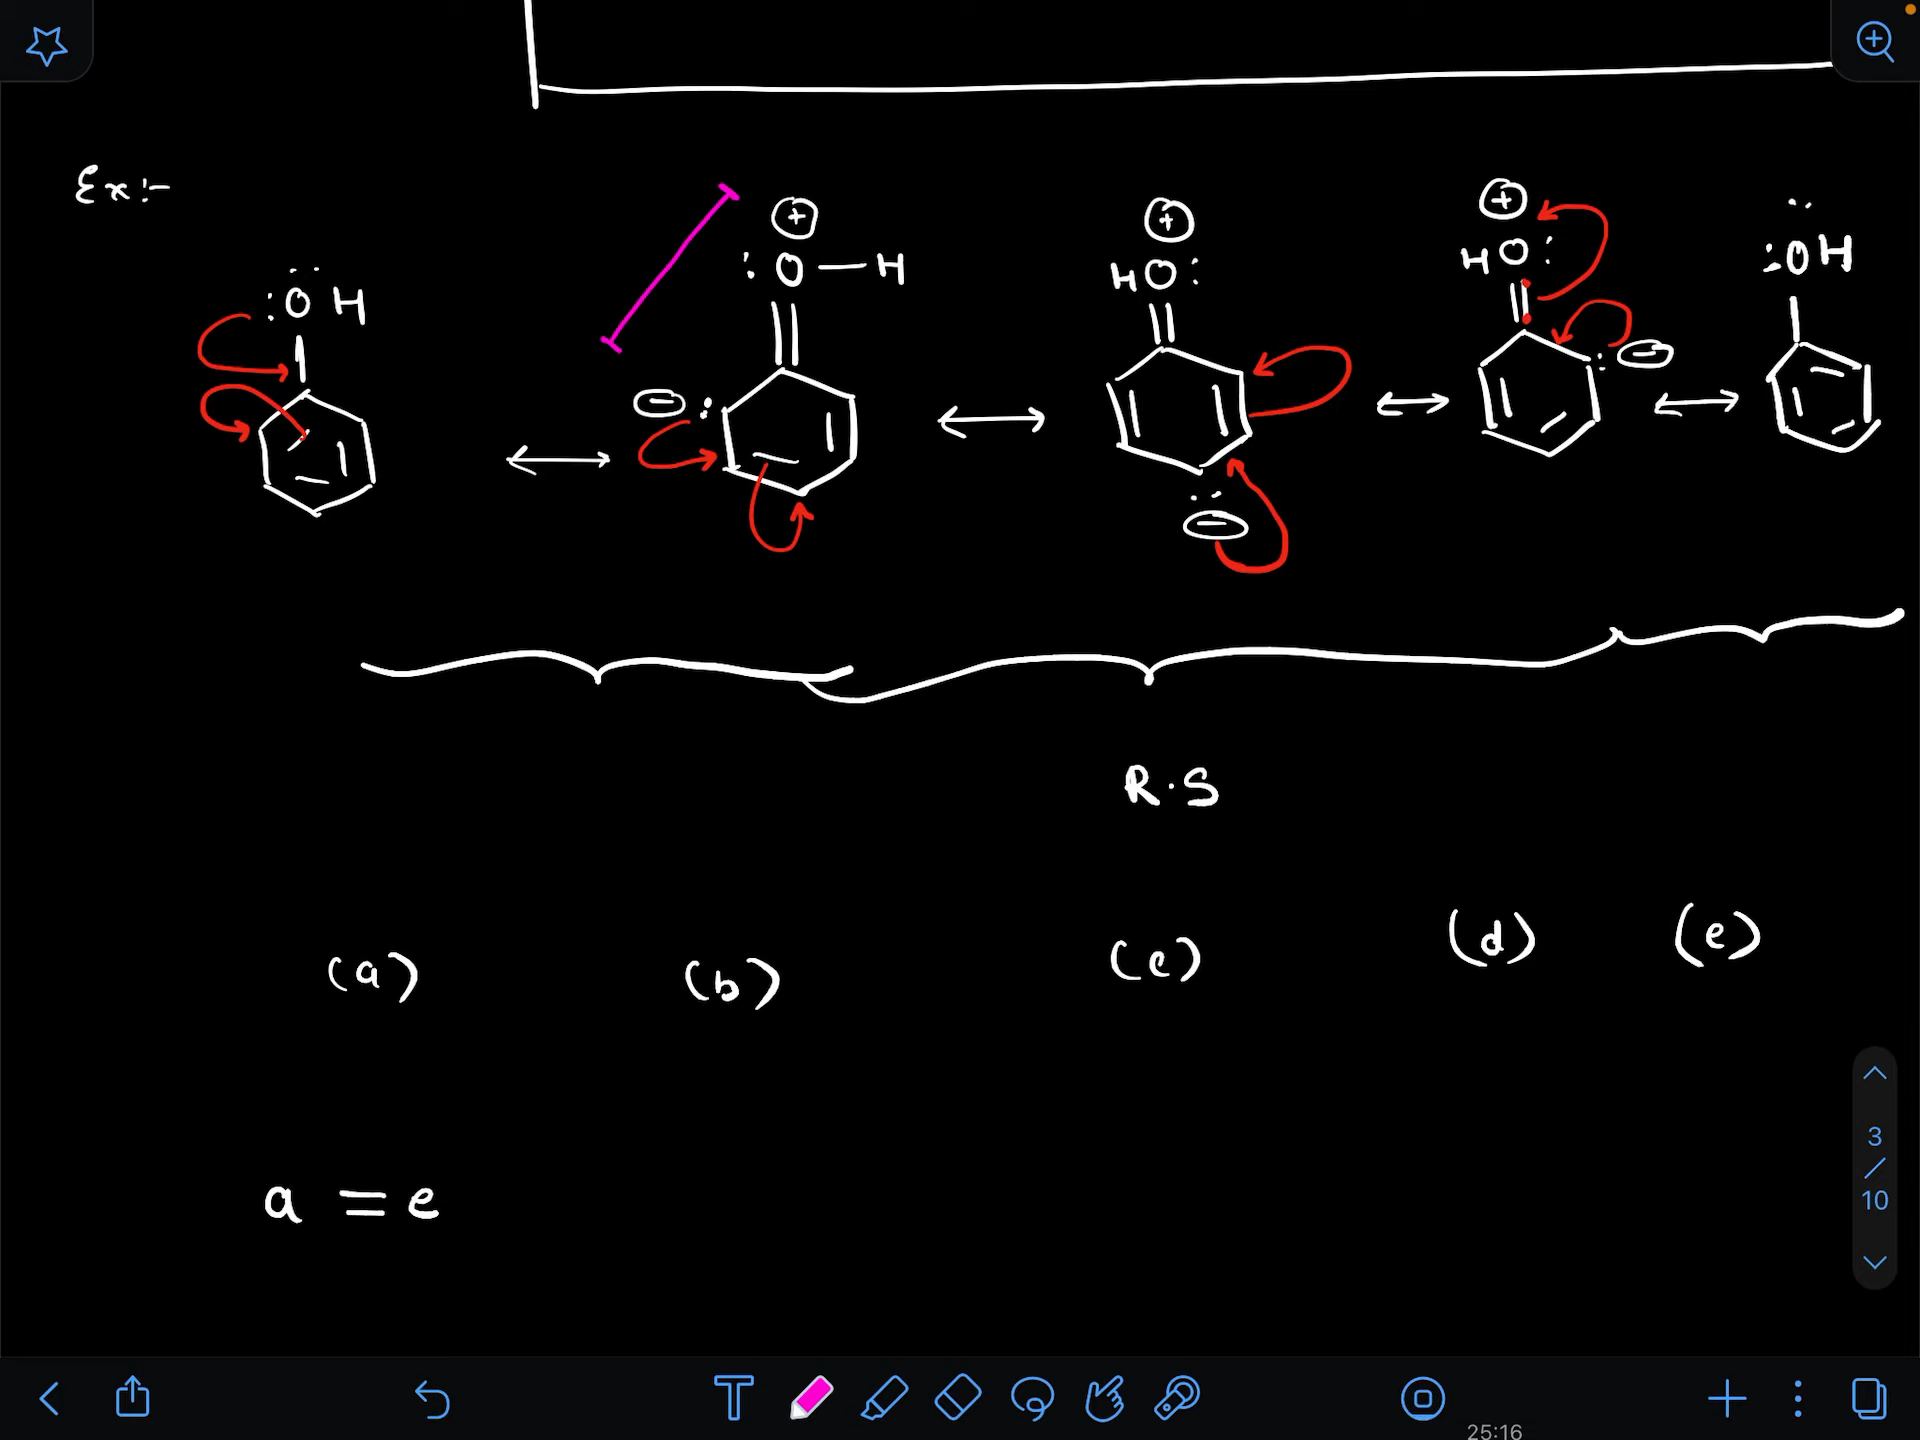 Ex:-
:ÖH
⊕
:O—H
⊖:
⊕
HO:
⊖
⊕
HO:
:⊖
:ÖH
R.S
(a) (b) (c) (d) (e)
a = e
3
/
10
T
25:16